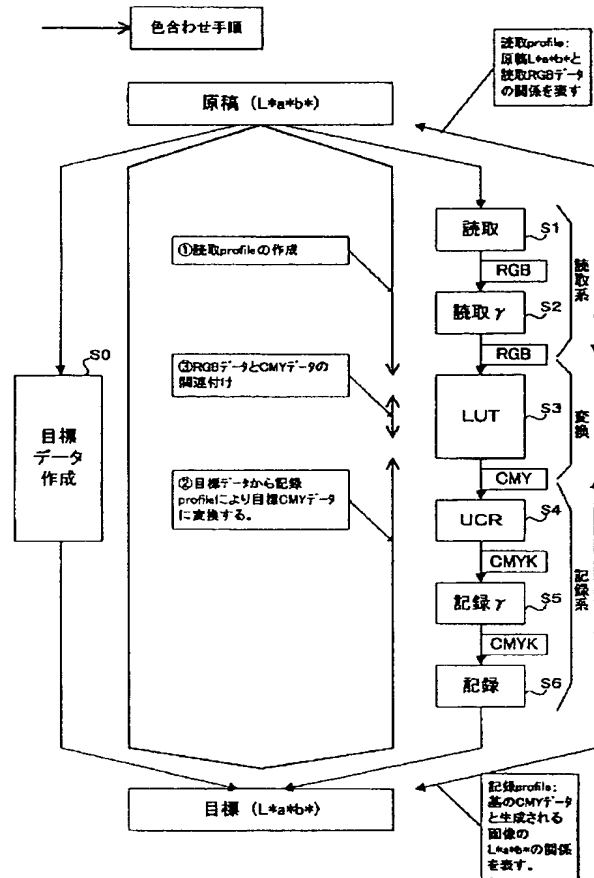 色合わせ手順
読取profile:
原稿L*a*b*と
読取RGBデータ
の関係を表す
原稿 (L*a*b*)
読取
S1
RGB
読取γ
S2
読取系
RGB
①読取profileの作成
③RGBデータとCMYデータの
関連付け
②目標データから記録
profileにより目標CMYデータ
に変換する。
S0
目標
データ
作成
LUT
S3
変換
CMY
UCR
S4
CMYK
記録γ
S5
記録系
CMYK
記録
S6
目標 (L*a*b*)
記録profile:
基のCMYデータ
と生成される
画像の
L*a*b*の関係
を表す。